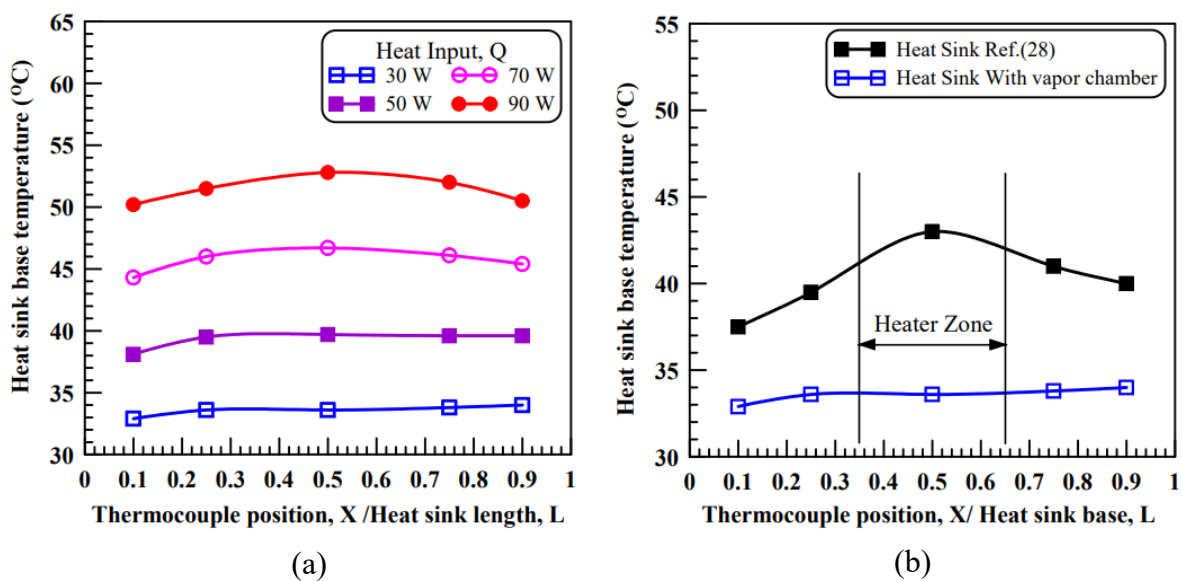 65
60
55
50
45
40
35
30
0 0.1 0.2 0.3 0.4 0.5 0.6 0.7 0.8 0.9 1
Heat sink base temperature (°C)
Thermocouple position, X /Heat sink length, L
Heat Input, Q
30 W 70 W
50 W 90 W
(a)
55
50
45
40
35
30
0 0.1 0.2 0.3 0.4 0.5 0.6 0.7 0.8 0.9 1
Heat sink base temperature (°C)
Thermocouple position, X/ Heat sink base, L
Heat Sink Ref.(28)
Heat Sink With vapor chamber
Heater Zone
(b)